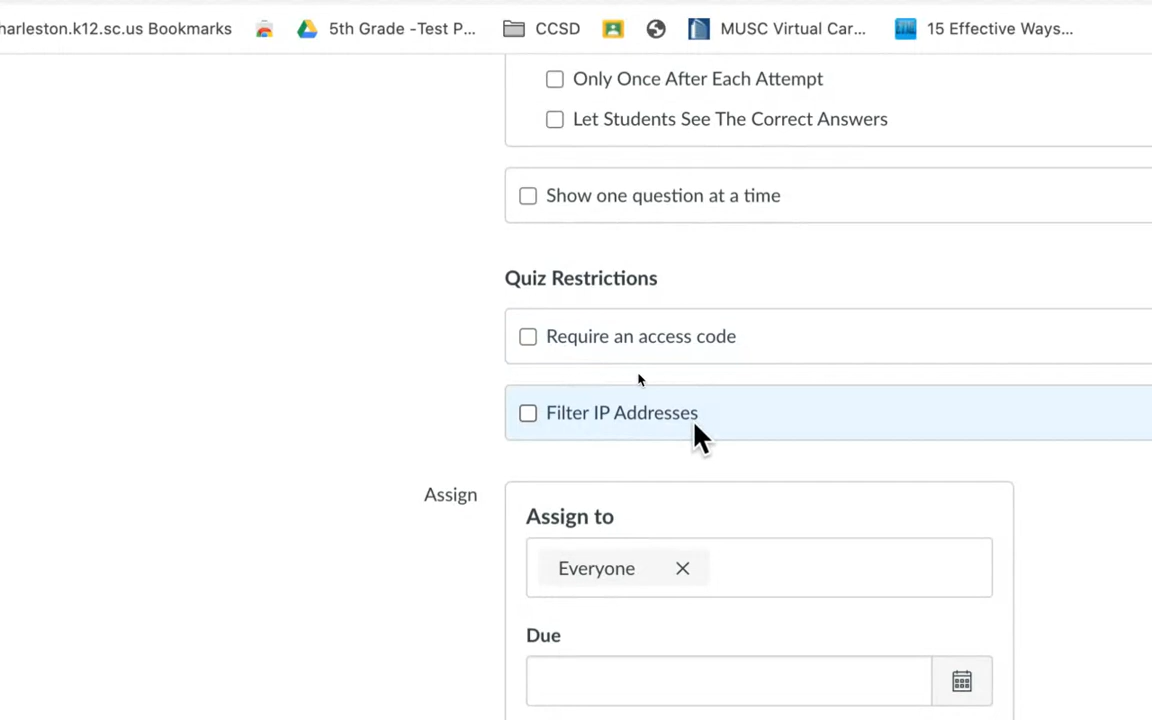 harleston.k12.sc.us Bookmarks 5th Grade -Test P... CCSD MUSC Virtual Car... 15 Effective Ways...
Only Once After Each Attempt
Let Students See The Correct Answers
Show one question at a time
Quiz Restrictions
Require an access code
Filter IP Addresses
Assign
Assign to
Everyone
Due